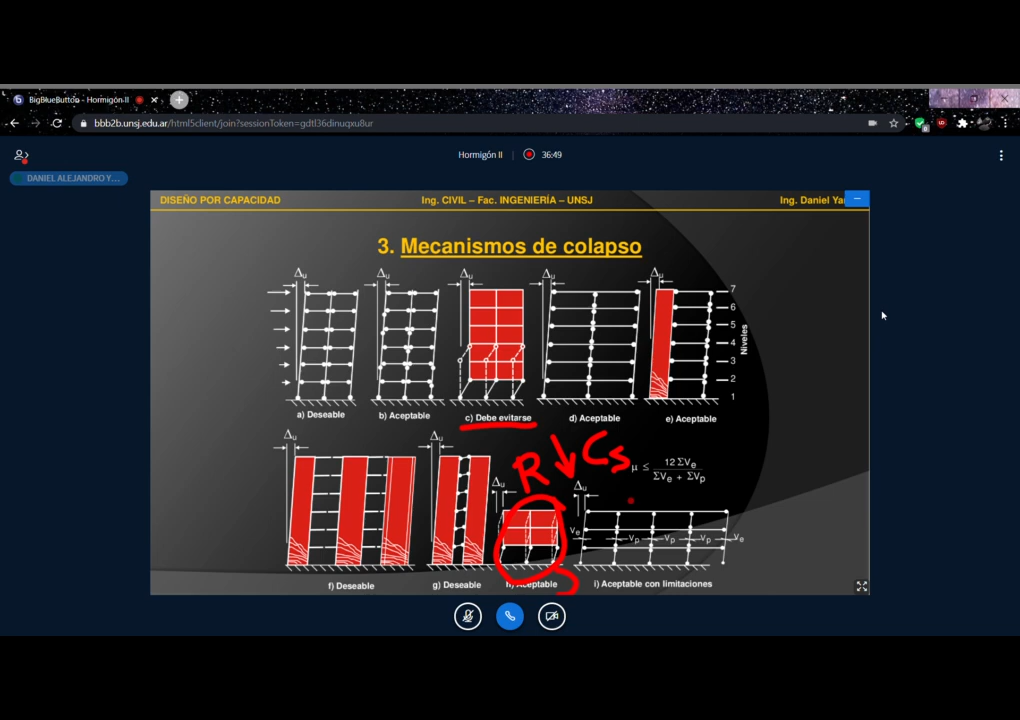 BigBlueButton - Hormigón II
bbb2b.unsj.edu.ar/html5client/join?sessionToken=gdtl36dinuqxu8ur
Hormigón II | 36:49
DANIEL ALEJANDRO Y...
DISEÑO POR CAPACIDAD Ing. CIVIL – Fac. INGENIERÍA – UNSJ Ing. Daniel
3. Mecanismos de colapso
Δu Δu Δu Δu Δu
7
6
5
4
3
2
1
Niveles
a) Deseable b) Aceptable c) Debe evitarse d) Aceptable e) Aceptable
Δu Δu Δu Δu
R ↓ Cs
μ ≤ 12 ΣVe / ΣVe + ΣVp
Ve Vp Vp Vp Ve
f) Deseable g) Deseable h) Aceptable i) Aceptable con limitaciones